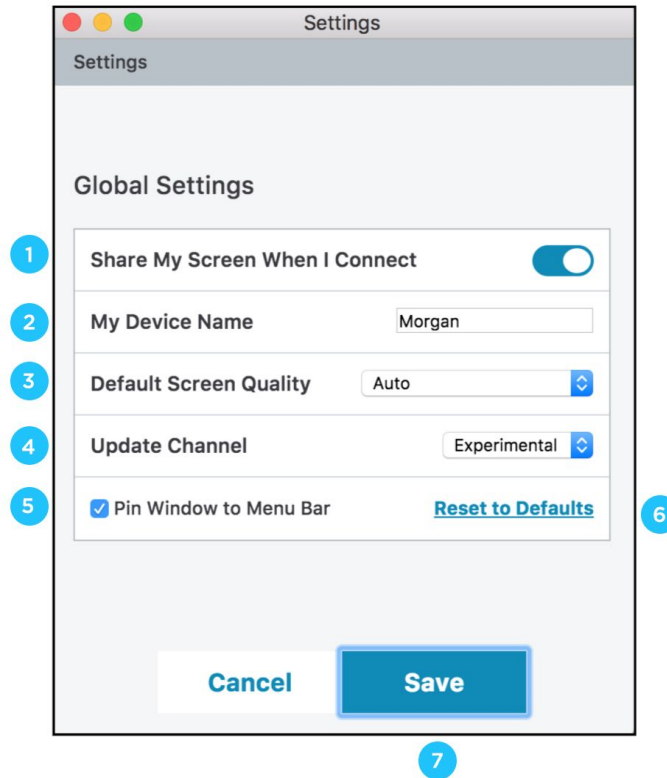 Settings
Settings
Global Settings
1 Share My Screen When I Connect
2 My Device Name Morgan
3 Default Screen Quality Auto
4 Update Channel Experimental
5 Pin Window to Menu Bar Reset to Defaults 6
Cancel Save
7